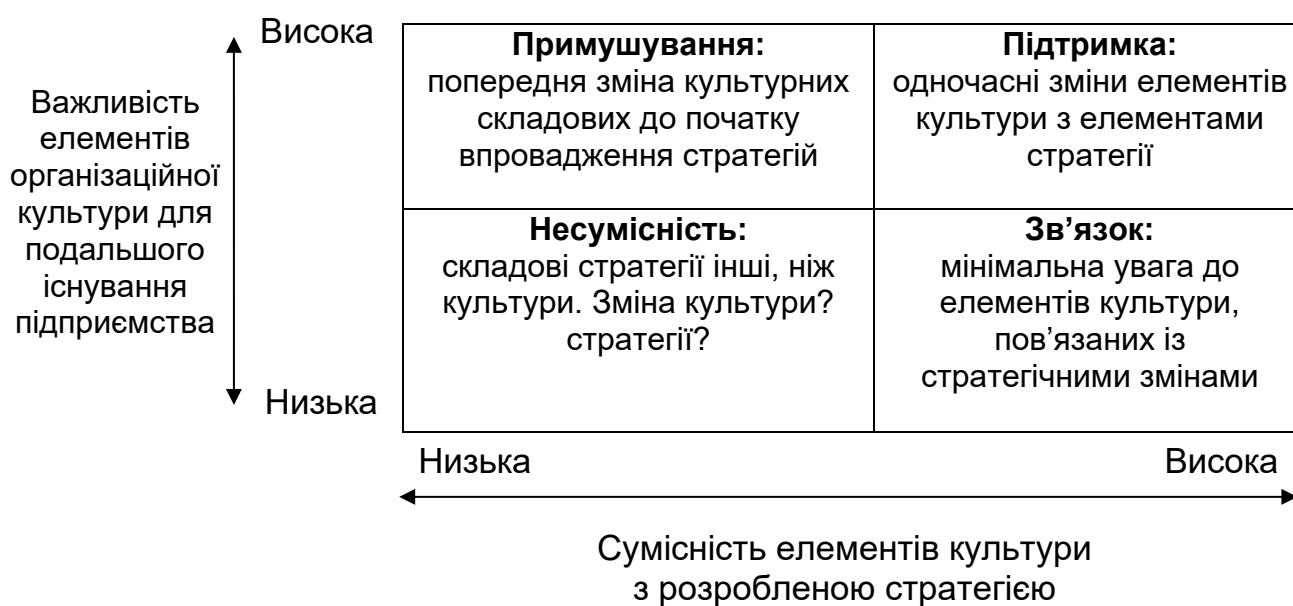 Висока
Важливість
елементів
організаційної
культури для
подальшого
існування
підприємства
Низька
Примушування:
попередня зміна культурних
складових до початку
впровадження стратегій
Підтримка:
одночасні зміни елементів
культури з елементами
стратегії
Несумісність:
складові стратегії інші, ніж
культури. Зміна культури?
стратегії?
Зв’язок:
мінімальна увага до
елементів культури,
пов’язаних із
стратегічними змінами
Низька
Висока
Сумісність елементів культури
з розробленою стратегією